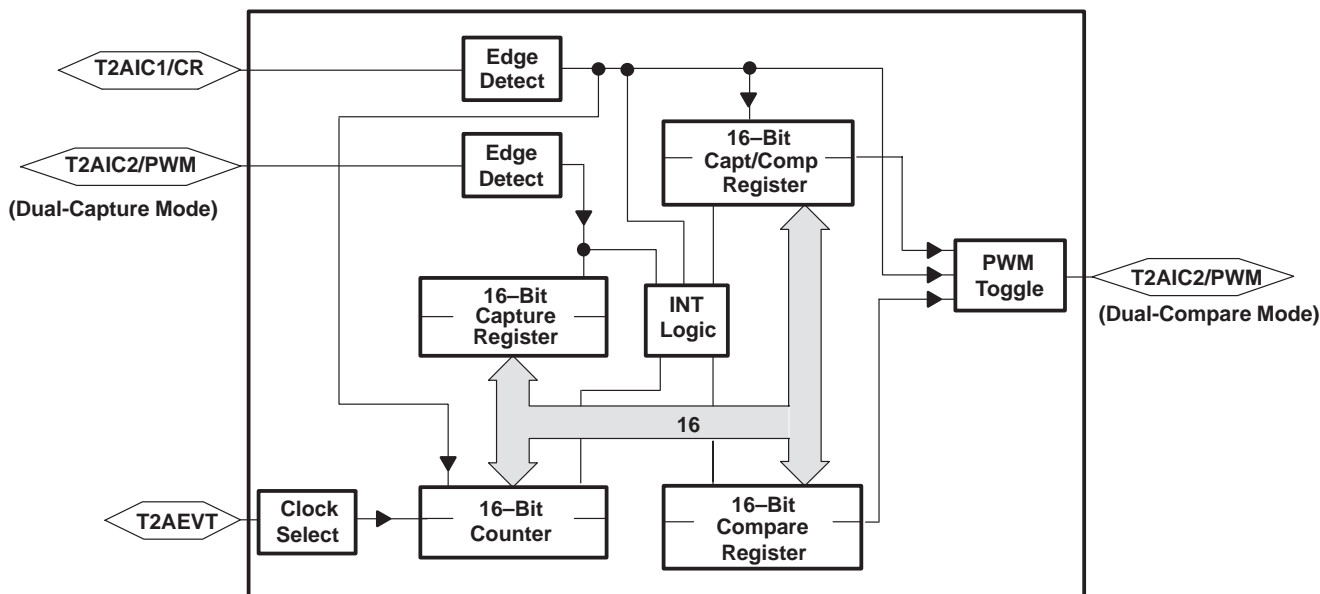 T2AIC1/CR
Edge
Detect
T2AIC2/PWM
(Dual-Capture Mode)
Edge
Detect
16–Bit
Capt/Comp
Register
PWM
Toggle
T2AIC2/PWM
(Dual-Compare Mode)
16–Bit
Capture
Register
INT
Logic
16
T2AEVT
Clock
Select
16–Bit
Counter
16–Bit
Compare
Register